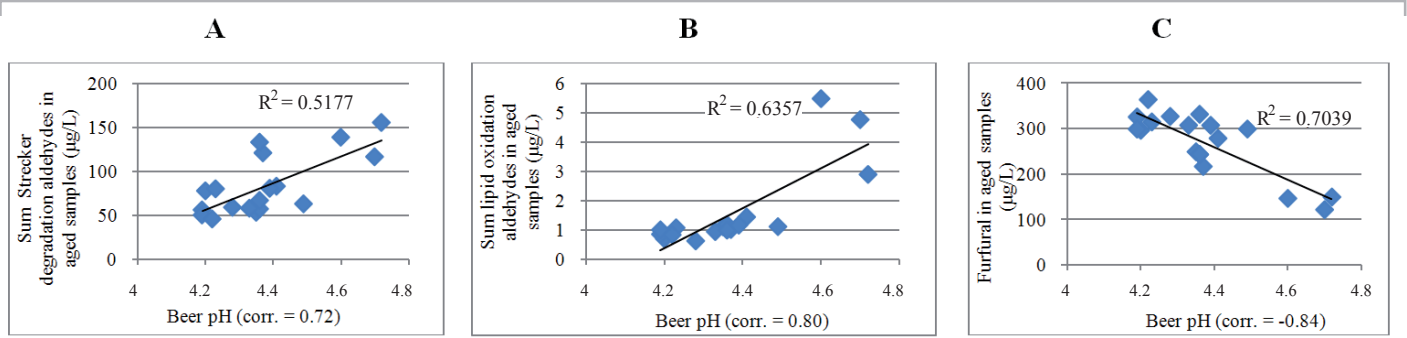 A
B
C
Sum Strecker
degradation aldehydes in
aged samples (µg/L)
200
150
100
50
0
R² = 0.5177
4 4.2 4.4 4.6 4.8
Beer pH (corr. = 0.72)
Sum lipid oxidation
aldehydes in aged
samples (µg/L)
6
5
4
3
2
1
0
R² = 0.6357
4 4.2 4.4 4.6 4.8
Beer pH (corr. = 0.80)
Furfural in aged samples
(µg/L)
400
300
200
100
0
R² = 0.7039
4 4.2 4.4 4.6 4.8
Beer pH (corr. = -0.84)